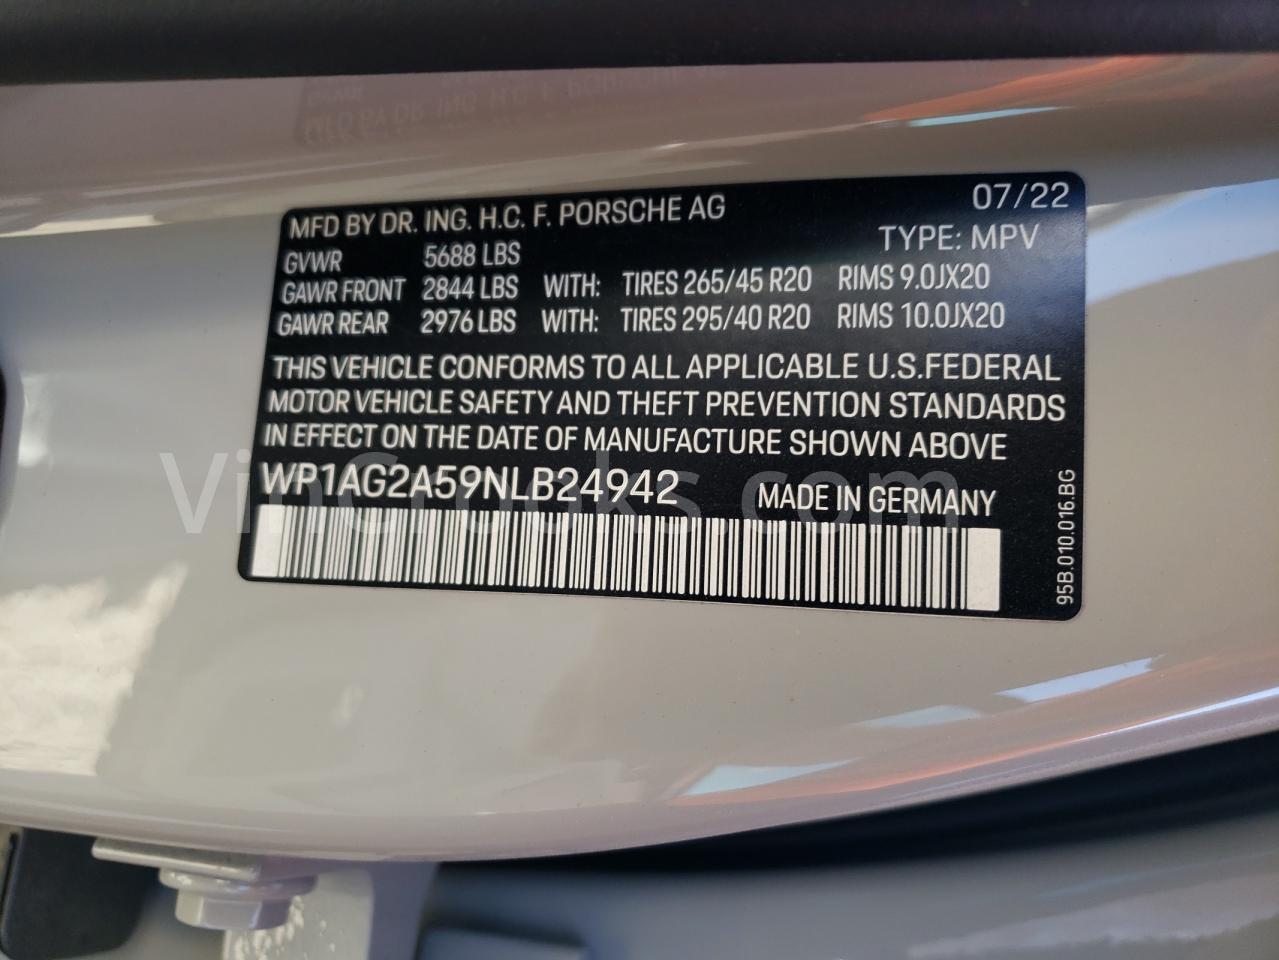 MFD BY DR. ING. H.C. F. PORSCHE AG 07/22
GVWR 5688 LBS TYPE: MPV
GAWR FRONT 2844 LBS WITH: TIRES 265/45 R20 RIMS 9.0JX20
GAWR REAR 2976 LBS WITH: TIRES 295/40 R20 RIMS 10.0JX20
THIS VEHICLE CONFORMS TO ALL APPLICABLE U.S.FEDERAL
MOTOR VEHICLE SAFETY AND THEFT PREVENTION STANDARDS
IN EFFECT ON THE DATE OF MANUFACTURE SHOWN ABOVE
WP1AG2A59NLB24942 MADE IN GERMANY
95B.010.016.BG
VinCrooks.com